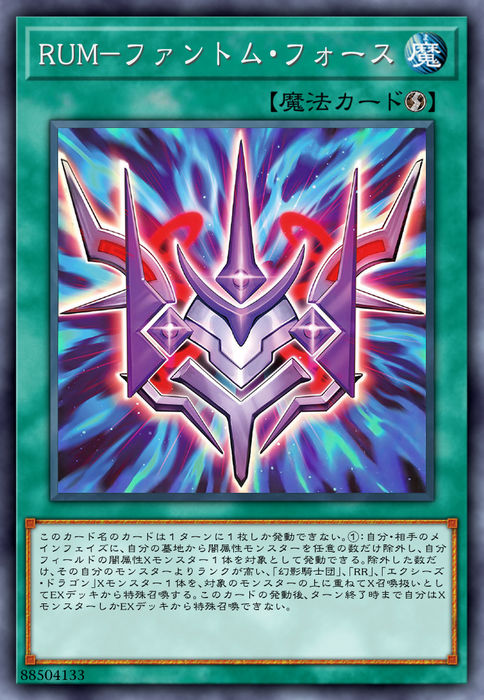 RUM－ファントム・フォース 魔
【魔法カード】
このカード名のカードは１ターンに１枚しか発動できない。①：自分・相手のメ
インフェイズに、自分の墓地から闇属性モンスターを任意の数だけ除外し、自分
フィールドの闇属性Xモンスター１体を対象として発動できる。除外した数だ
け、その自分のモンスターよりランクが高い、「幻影騎士団」、「RR」、「エクシーズ
・ドラゴン」Xモンスター１体を、対象のモンスターの上に重ねてX召喚扱いとし
てEXデッキから特殊召喚する。このカードの発動後、ターン終了時まで自分はX
モンスターしかEXデッキから特殊召喚できない。
88504133